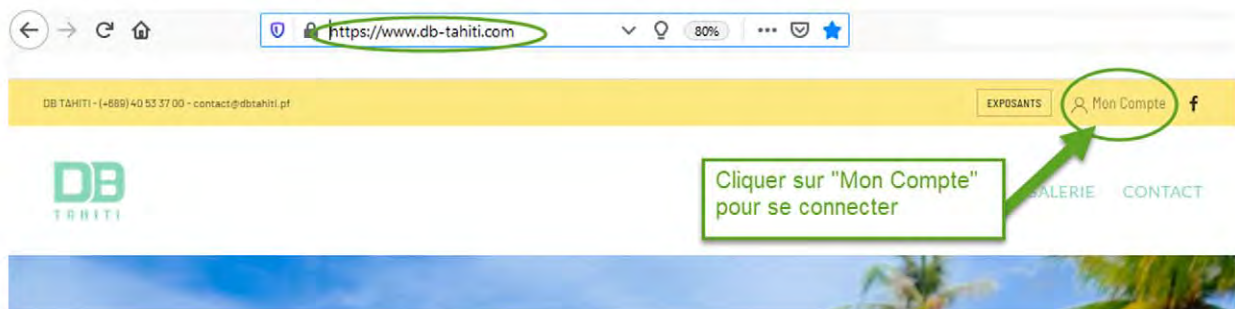 https://www.db-tahiti.com
80%
DB TAHITI - (+689) 40 53 37 00 - contact@dbtahiti.pf
EXPOSANTS
Mon Compte
f
DB
TAHITI
Cliquer sur "Mon Compte"
pour se connecter
CONTACT